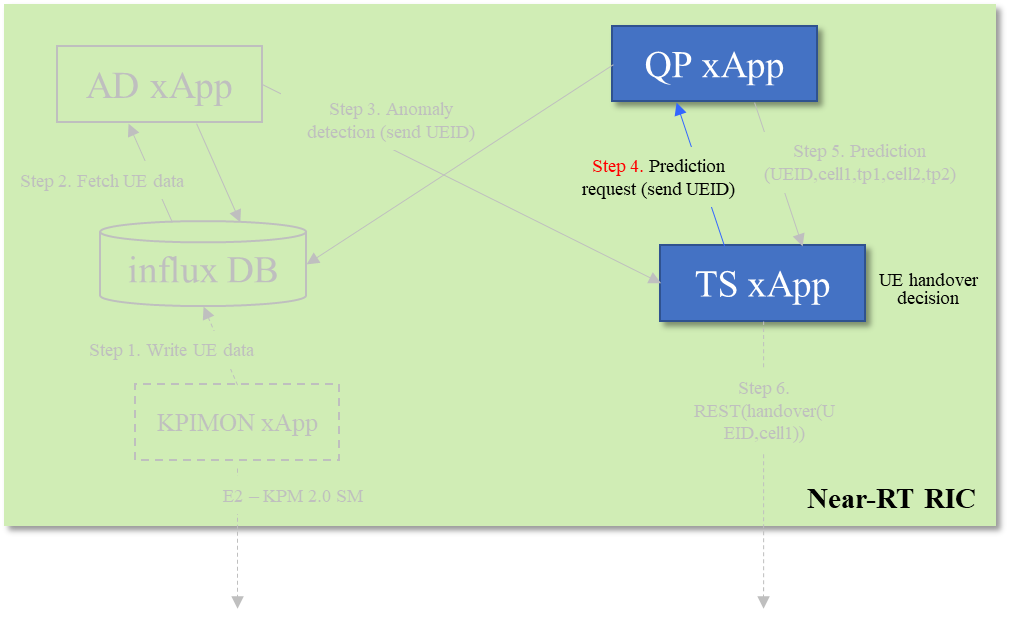 AD xApp
QP xApp
Step 3. Anomaly
detection (send UEID)
Step 4. Prediction
request (send UEID)
Step 5. Prediction
(UEID,cell1,tp1,cell2,tp2)
Step 2. Fetch UE data
influx DB
TS xApp
UE handover
decision
Step 1. Write UE data
KPIMON xApp
Step 6.
REST(handover(U
EID,cell1))
E2 – KPM 2.0 SM
Near-RT RIC